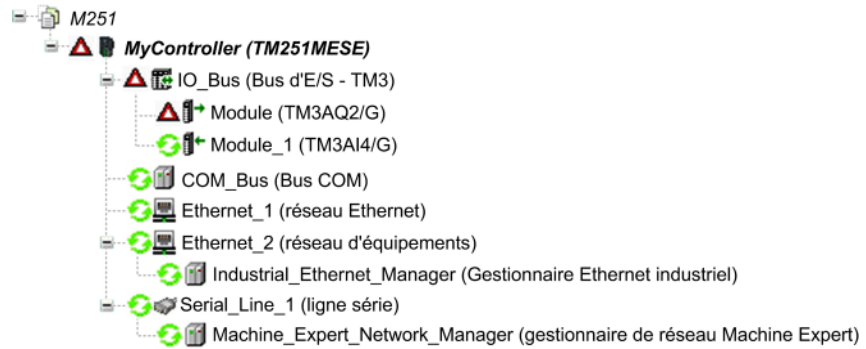 M251
MyController (TM251MESE)
IO_Bus (Bus d'E/S - TM3)
Module (TM3AQ2/G)
Module_1 (TM3AI4/G)
COM_Bus (Bus COM)
Ethernet_1 (réseau Ethernet)
Ethernet_2 (réseau d'équipements)
Industrial_Ethernet_Manager (Gestionnaire Ethernet industriel)
Serial_Line_1 (ligne série)
Machine_Expert_Network_Manager (gestionnaire de réseau Machine Expert)